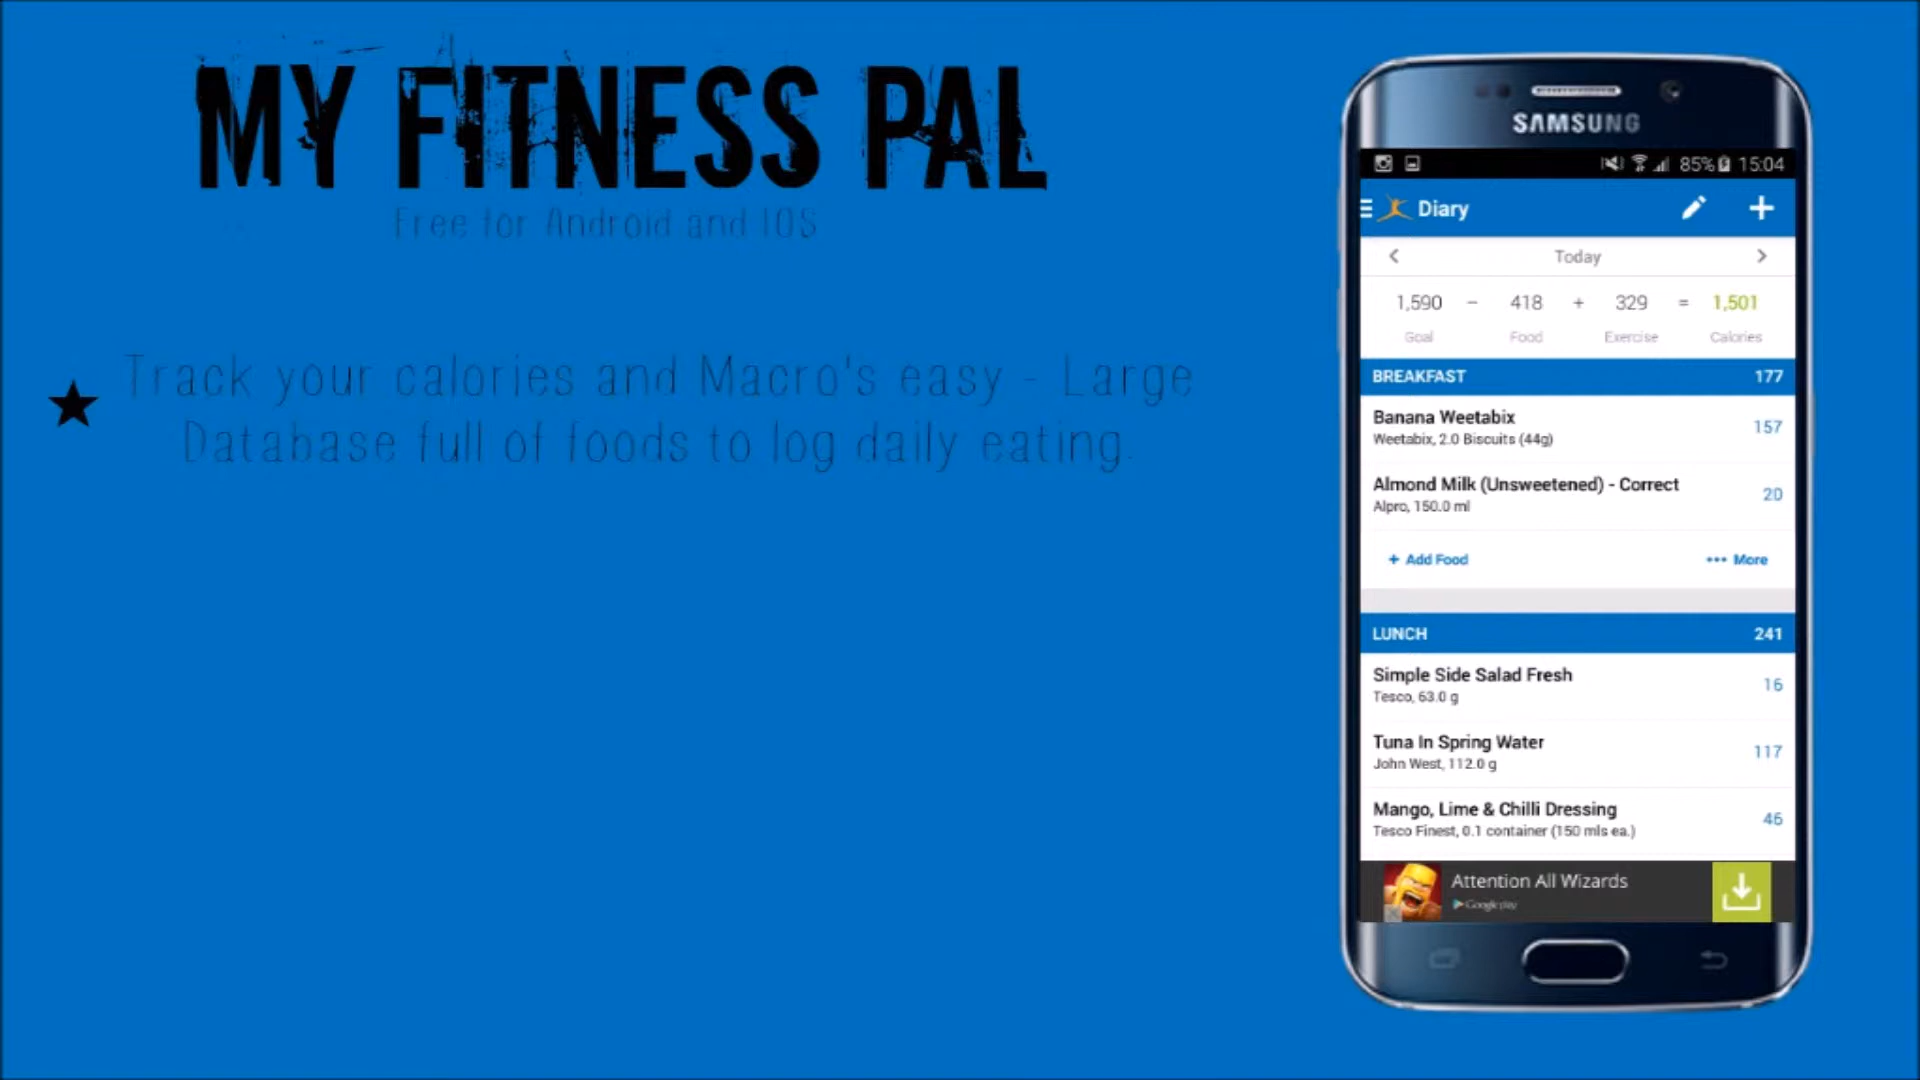 MY FITNESS PAL
Free for Android and IOS
Track your calories and Macro's easy - Large
Database full of foods to log daily eating.
SAMSUNG
85% 15:04
Diary
Today
1,590 - 418 + 329 = 1,501
Goal Food Exercise Calories
BREAKFAST 177
Banana Weetabix 157
Weetabix, 2.0 Biscuits (44g)
Almond Milk (Unsweetened) - Correct 20
Alpro, 150.0 ml
+ Add Food ••• More
LUNCH 241
Simple Side Salad Fresh 16
Tesco, 63.0 g
Tuna In Spring Water 117
John West, 112.0 g
Mango, Lime & Chilli Dressing 46
Tesco Finest, 0.1 container (150 mls ea.)
Attention All Wizards
Google play